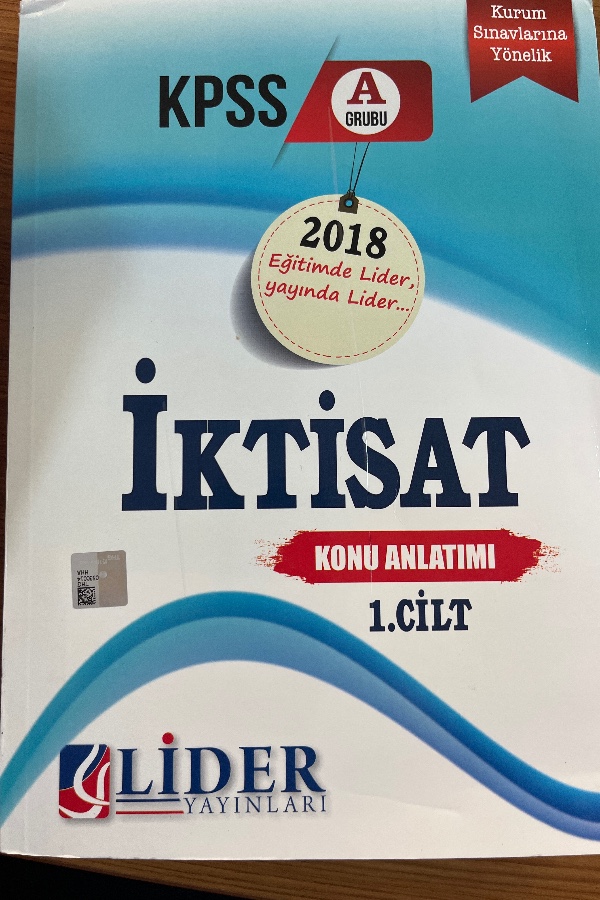 Kurum
Sınavlarına
Yönelik
KPSS
A
GRUBU
2018
Eğitimde Lider,
yayında Lider...
İKTİSAT
KONU ANLATIMI
1.CİLT
LİDER
YAYINLARI